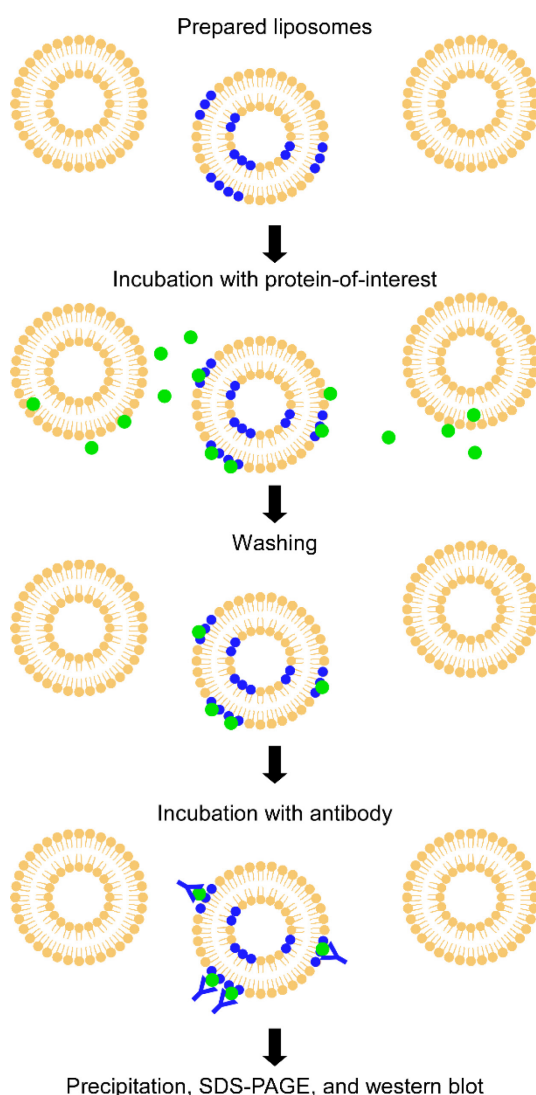 Prepared liposomes
Incubation with protein-of-interest
Washing
Incubation with antibody
Precipitation, SDS-PAGE, and western blot